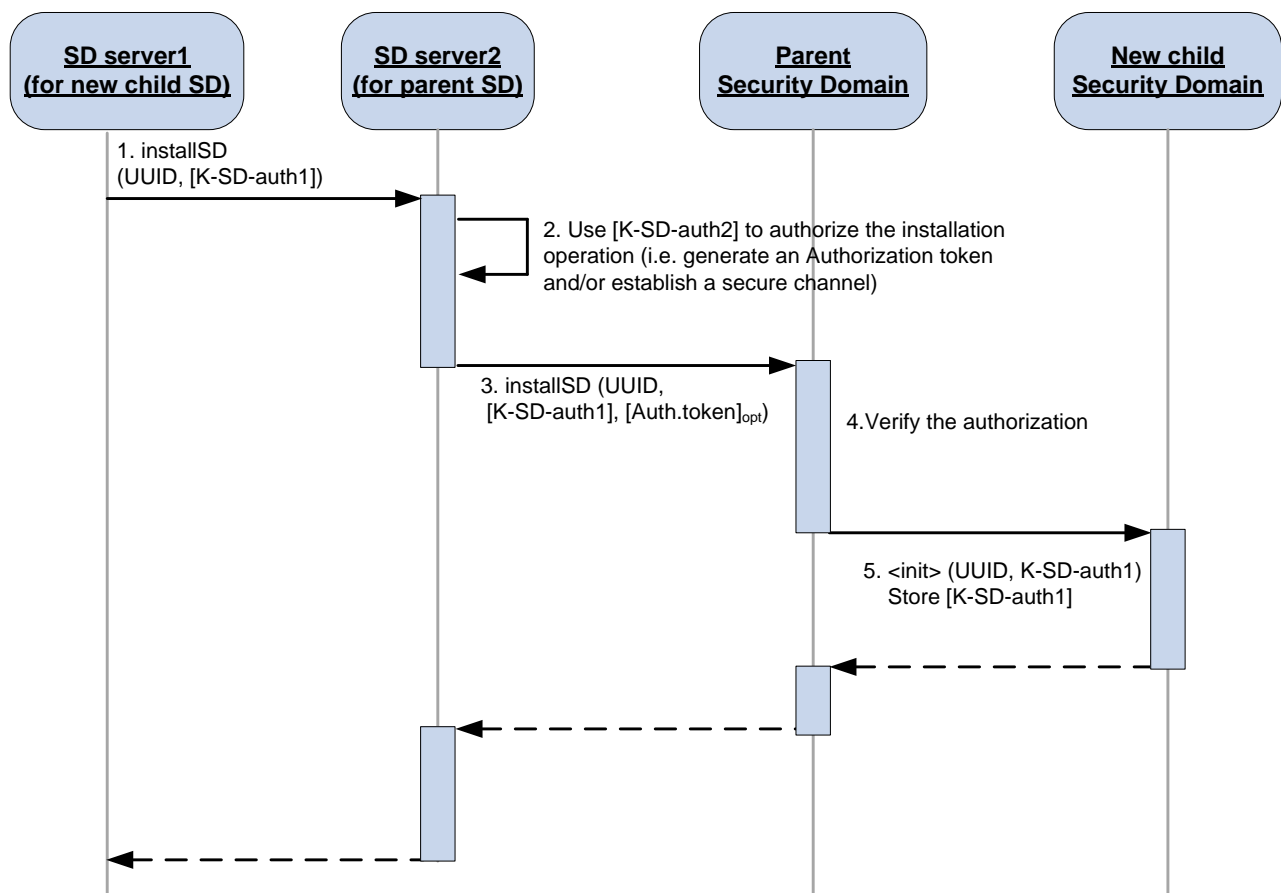 SD server1
(for new child SD)
SD server2
(for parent SD)
Parent
Security Domain
New child
Security Domain
1. installSD
(UUID, [K-SD-auth1])
2. Use [K-SD-auth2] to authorize the installation
operation (i.e. generate an Authorization token
and/or establish a secure channel)
3. installSD (UUID,
[K-SD-auth1], [Auth.token]opt)
4.Verify the authorization
5. <init> (UUID, K-SD-auth1)
Store [K-SD-auth1]